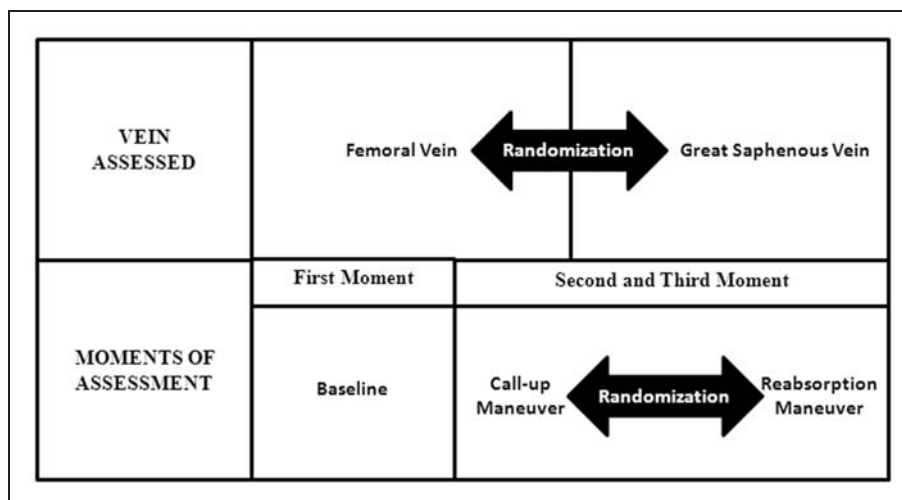 VEIN
ASSESSED
Femoral Vein
Randomization
Great Saphenous Vein
First Moment
Second and Third Moment
MOMENTS OF
ASSESSMENT
Baseline
Call-up
Maneuver
Randomization
Reabsorption
Maneuver